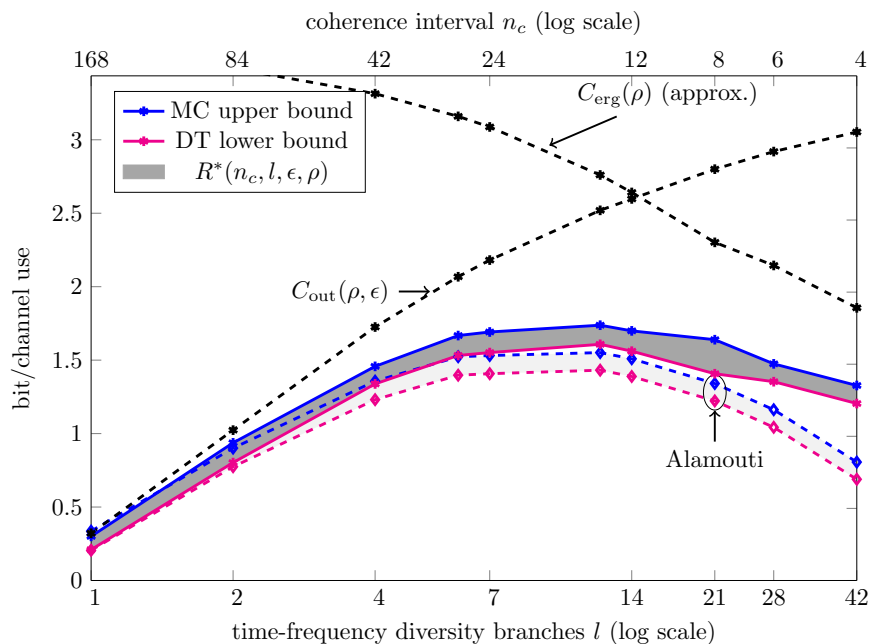 coherence interval n_c (log scale)
168 84 42 24 12 8 6 4
C_erg(ρ) (approx.)
MC upper bound
DT lower bound
R*(n_c, l, ϵ, ρ)
C_out(ρ, ϵ)
Alamouti
bit/channel use
3
2.5
2
1.5
1
0.5
0
1 2 4 7 14 21 28 42
time-frequency diversity branches l (log scale)